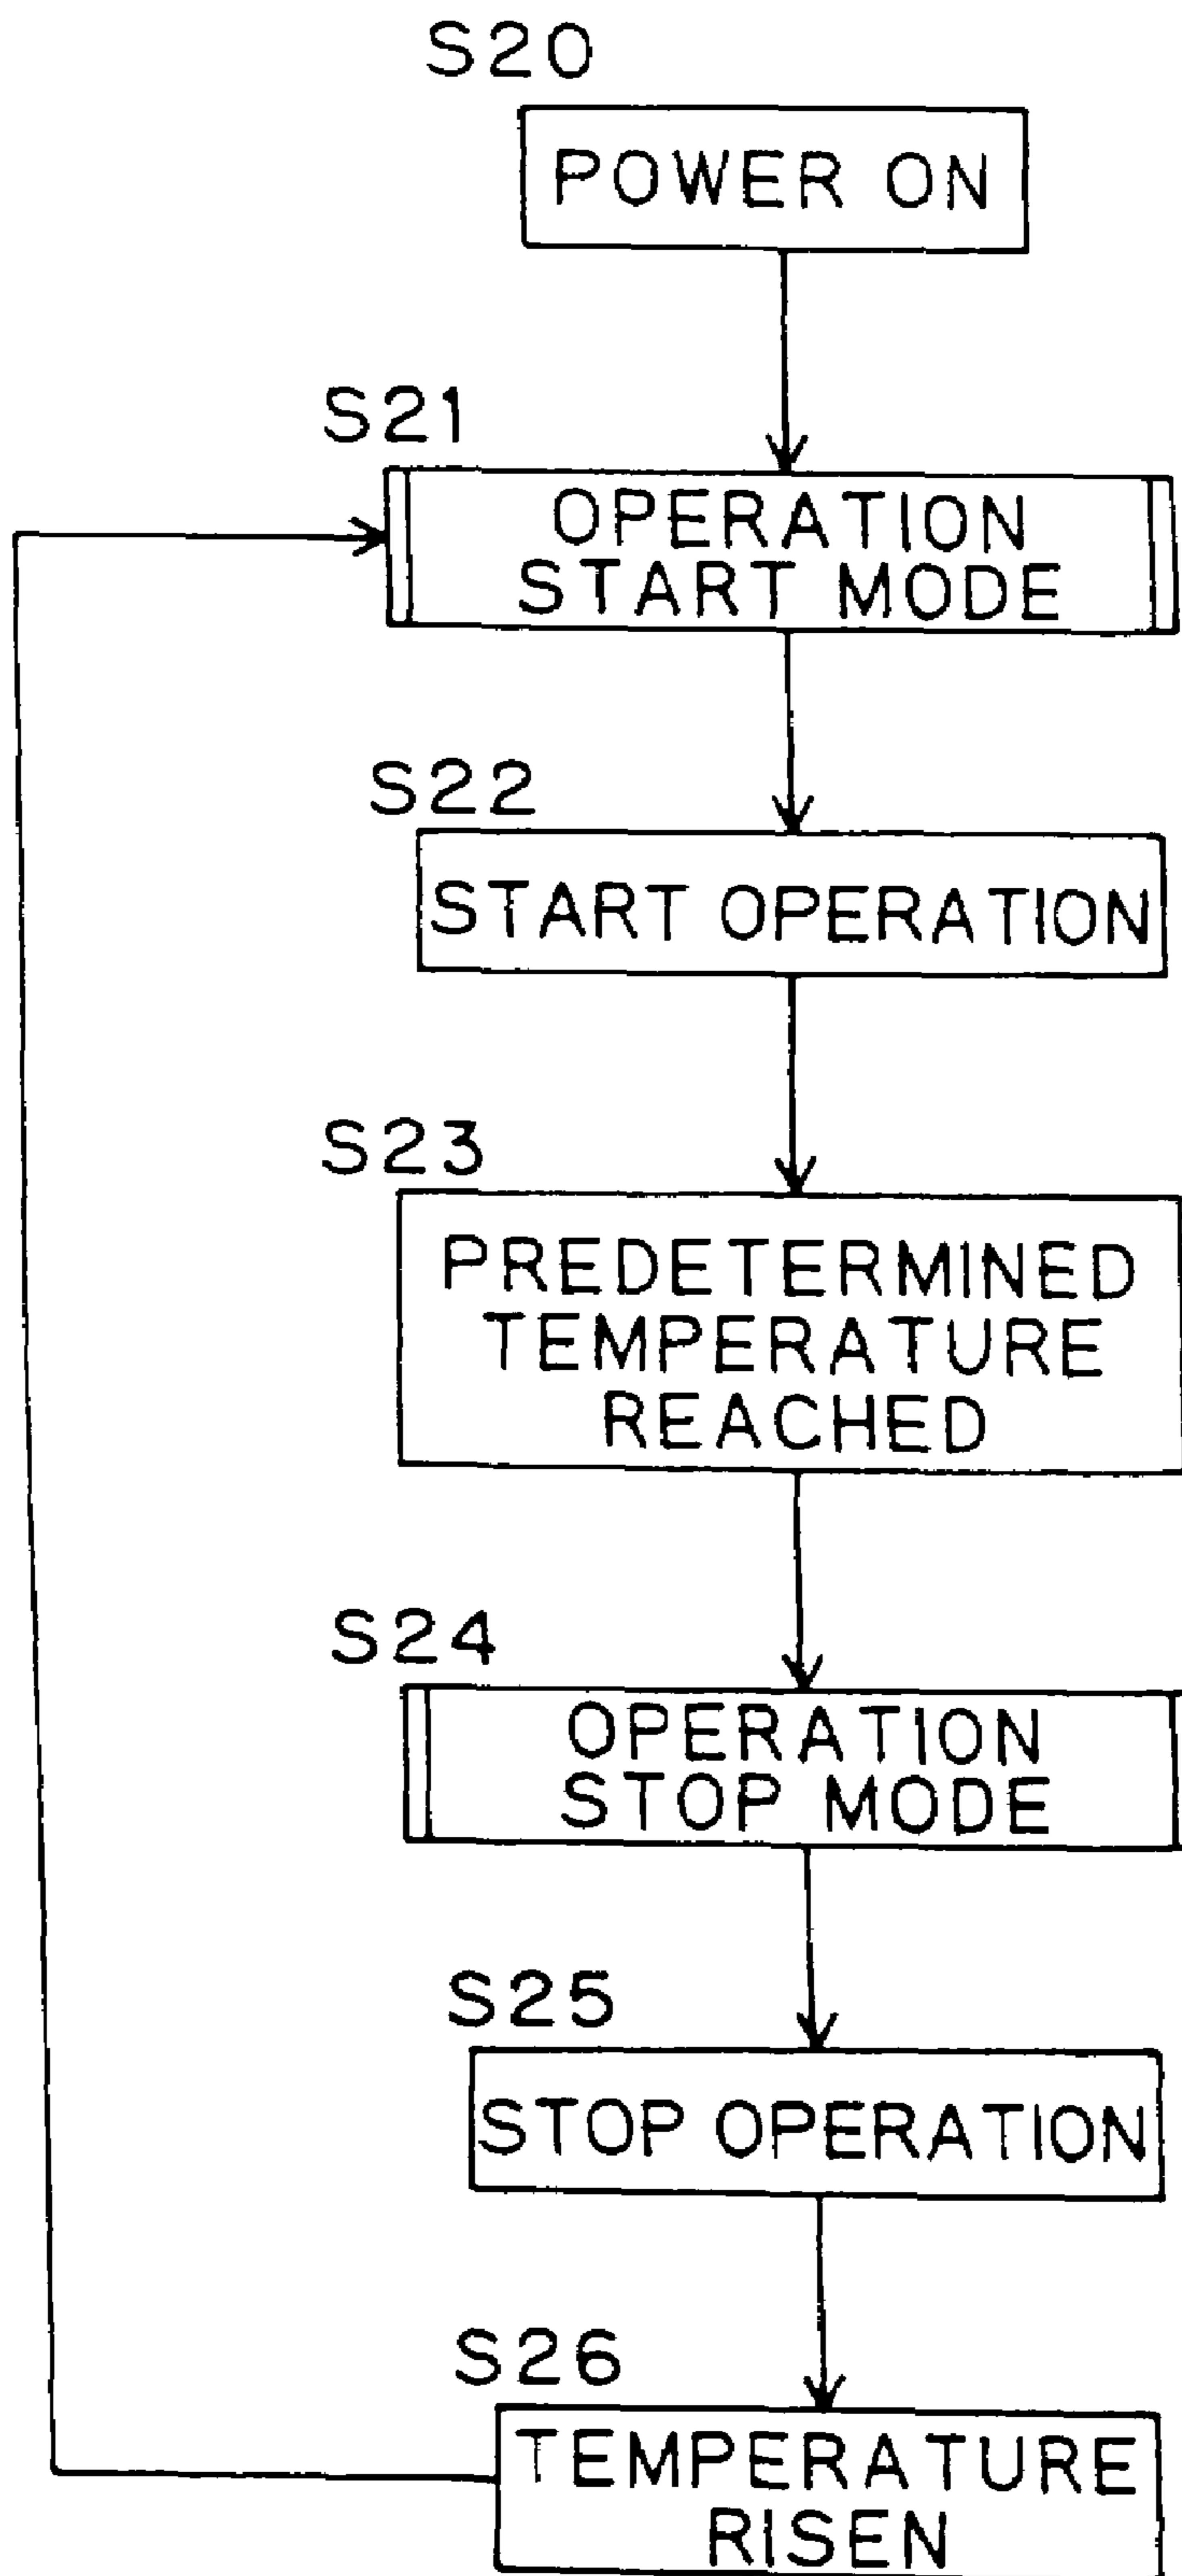 S20
POWER ON
S21
OPERATION
START MODE
S22
START OPERATION
S23
PREDETERMINED
TEMPERATURE
REACHED
S24
OPERATION
STOP MODE
S25
STOP OPERATION
S26
TEMPERATURE
RISEN